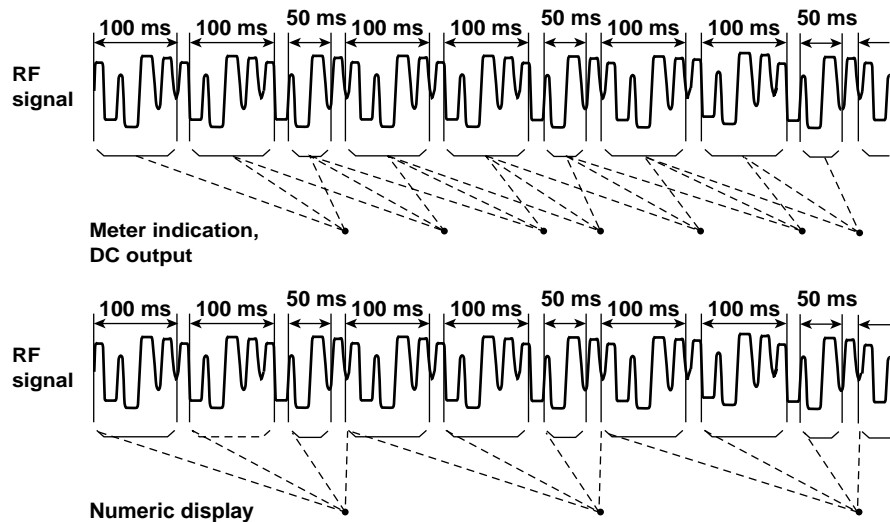 50 ms 50 ms 50 ms
100 ms 100 ms 100 ms 100 ms 100 ms 100 ms
RF
signal
Meter indication,
DC output
50 ms 50 ms 50 ms
100 ms 100 ms 100 ms 100 ms 100 ms 100 ms
RF
signal
Numeric display